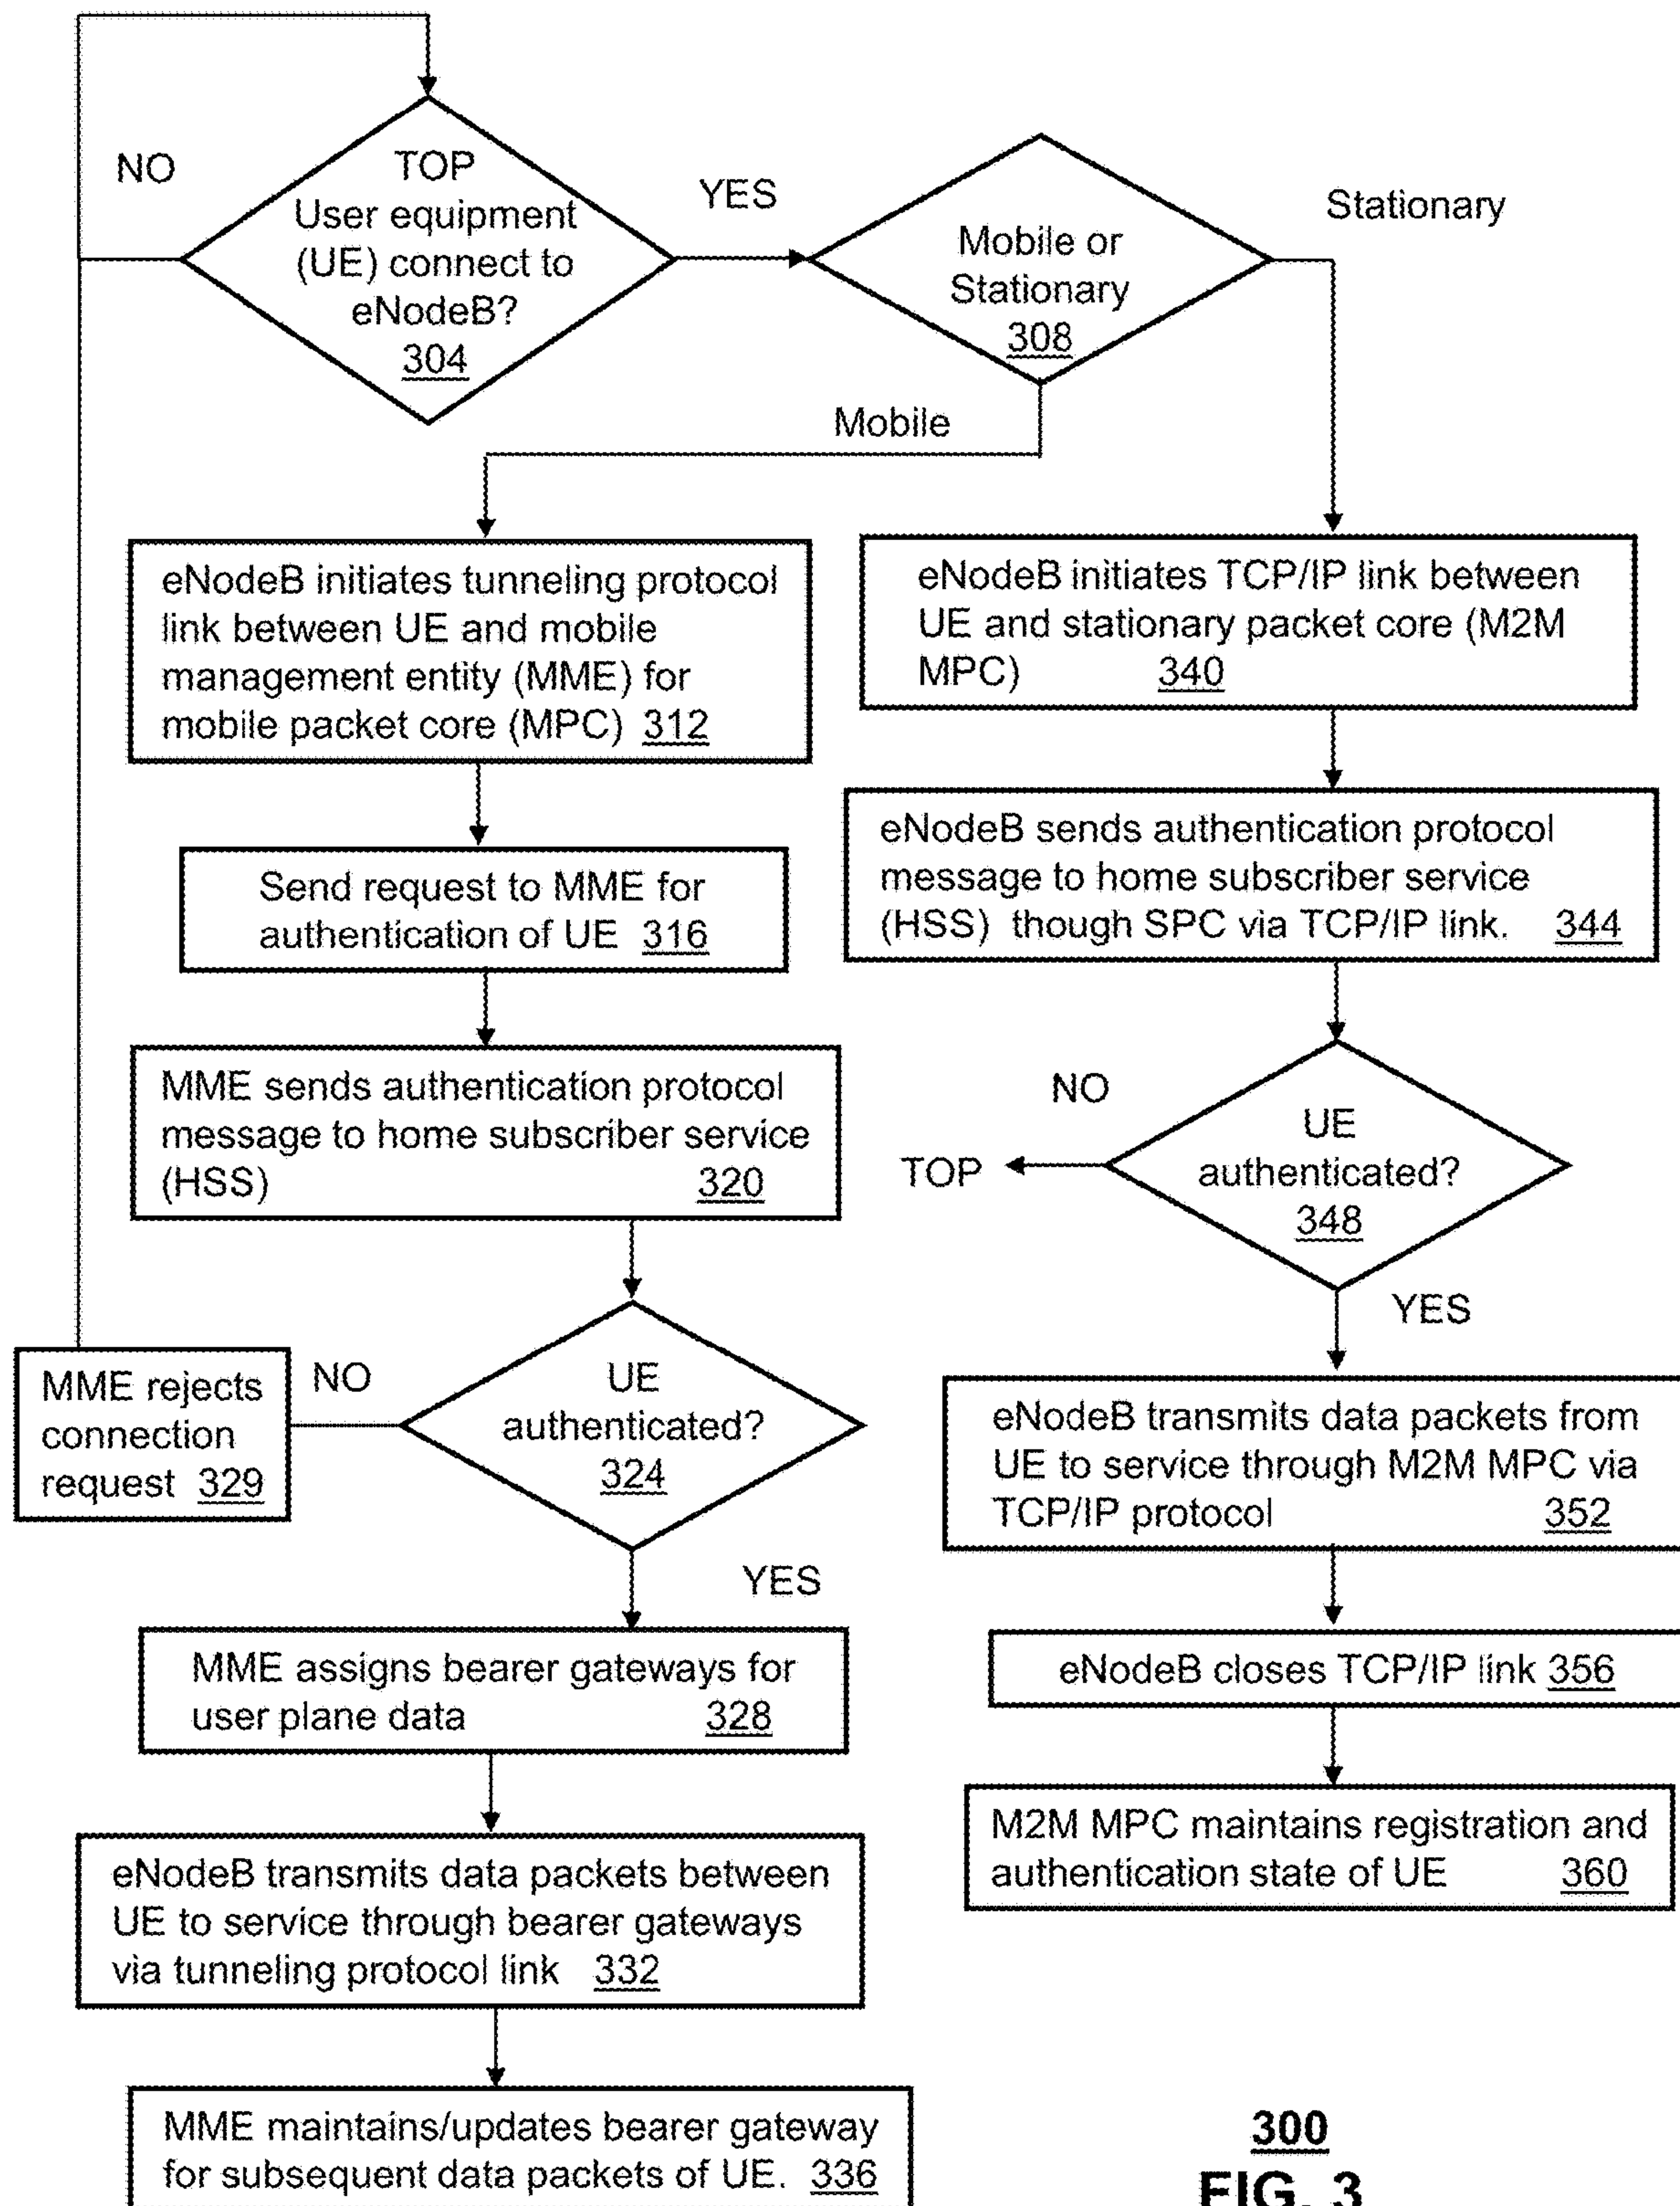 NO
TOP
User equipment
(UE) connect to
eNodeB?
304
YES
Mobile or
Stationary
308
Stationary
Mobile
eNodeB initiates tunneling protocol
link between UE and mobile
management entity (MME) for
mobile packet core (MPC) 312
Send request to MME for
authentication of UE 316
MME sends authentication protocol
message to home subscriber service
(HSS) 320
UE
authenticated?
324
NO
MME rejects
connection
request 329
YES
MME assigns bearer gateways for
user plane data 328
eNodeB transmits data packets between
UE to service through bearer gateways
via tunneling protocol link 332
MME maintains/updates bearer gateway
for subsequent data packets of UE. 336
eNodeB initiates TCP/IP link between
UE and stationary packet core (M2M
MPC) 340
eNodeB sends authentication protocol
message to home subscriber service
(HSS) though SPC via TCP/IP link. 344
NO
TOP
UE
authenticated?
348
YES
eNodeB transmits data packets from
UE to service through M2M MPC via
TCP/IP protocol 352
eNodeB closes TCP/IP link 356
M2M MPC maintains registration and
authentication state of UE 360
300
FIG. 3